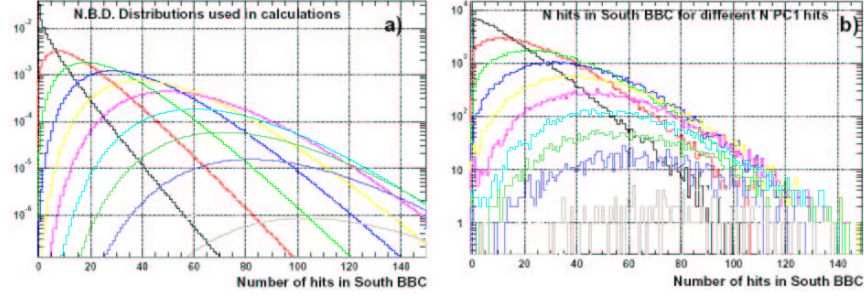 N.B.D. Distributions used in calculations
a)
10⁻²
10⁻³
10⁻⁴
10⁻⁵
10⁻⁶
0 20 40 60 80 100 120 140
Number of hits in South BBC
N hits in South BBC for different N PC1 hits
b)
10⁴
10³
10²
10
1
0 20 40 60 80 100 120 140
Number of hits in South BBC